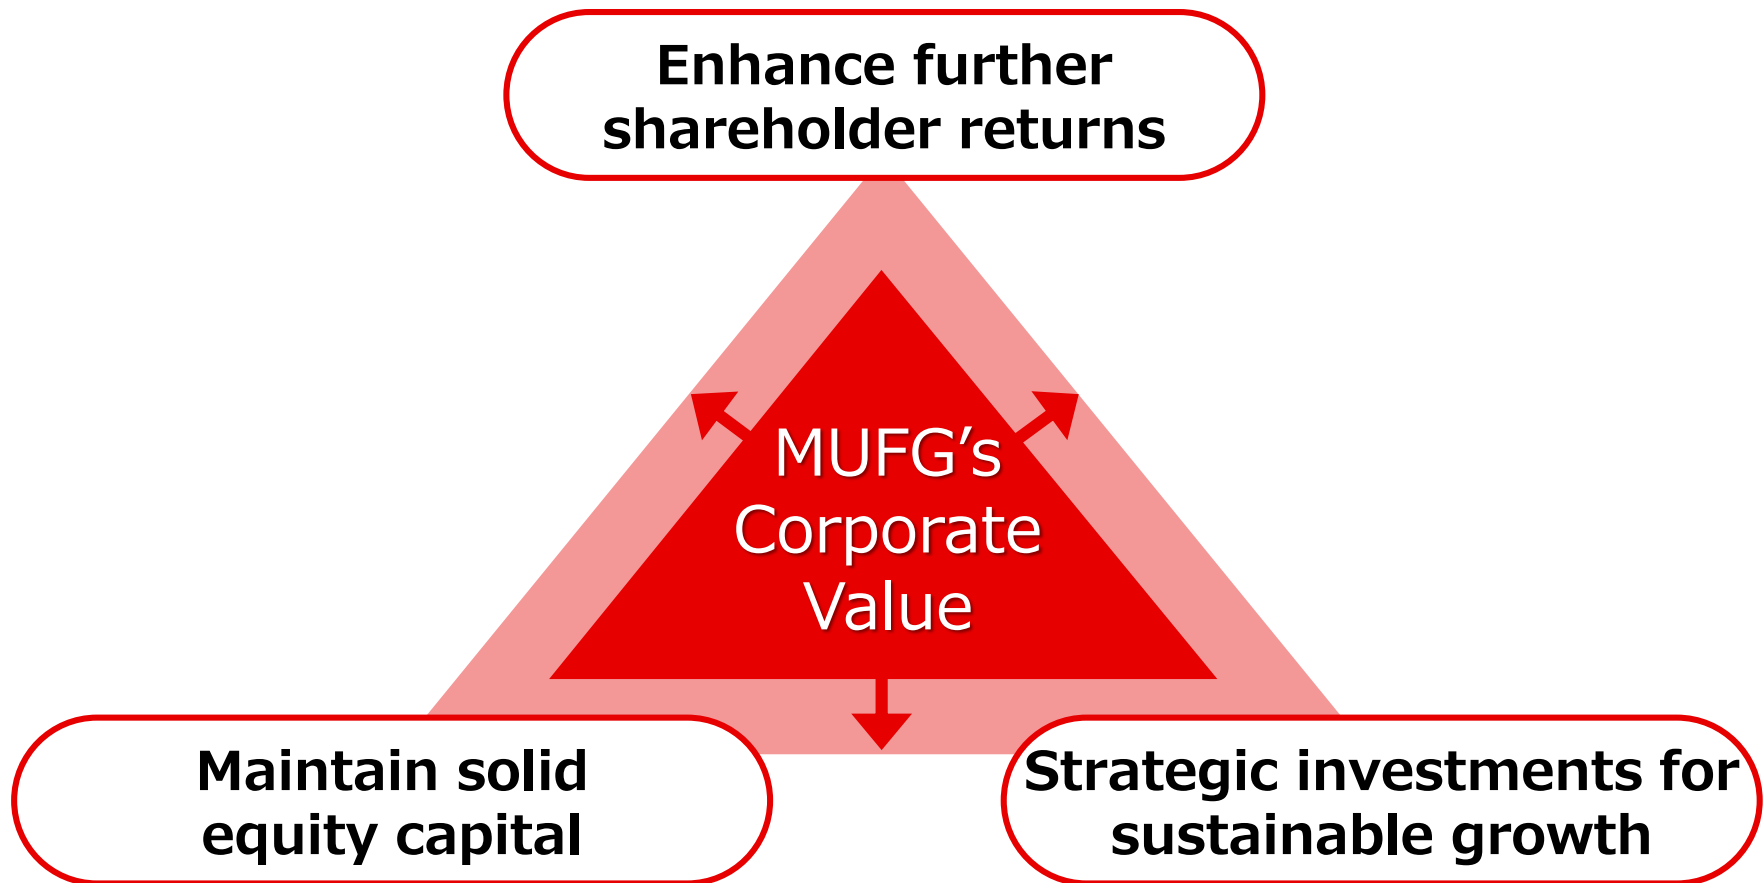 Enhance further
shareholder returns
MUFG’s
Corporate
Value
Maintain solid
equity capital
Strategic investments for
sustainable growth